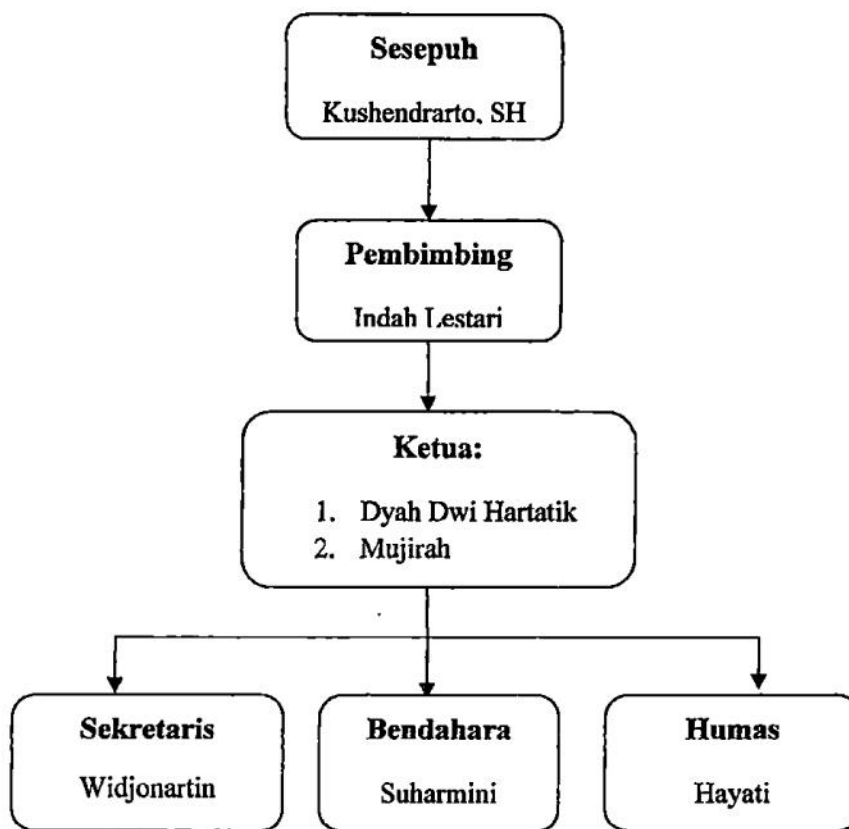 Sesepuh
Kushendrarto, SH
Pembimbing
Indah Lestari
Ketua:
1. Dyah Dwi Hartatik
2. Mujirah
Sekretaris
Widjonartin
Bendahara
Suharmini
Humas
Hayati